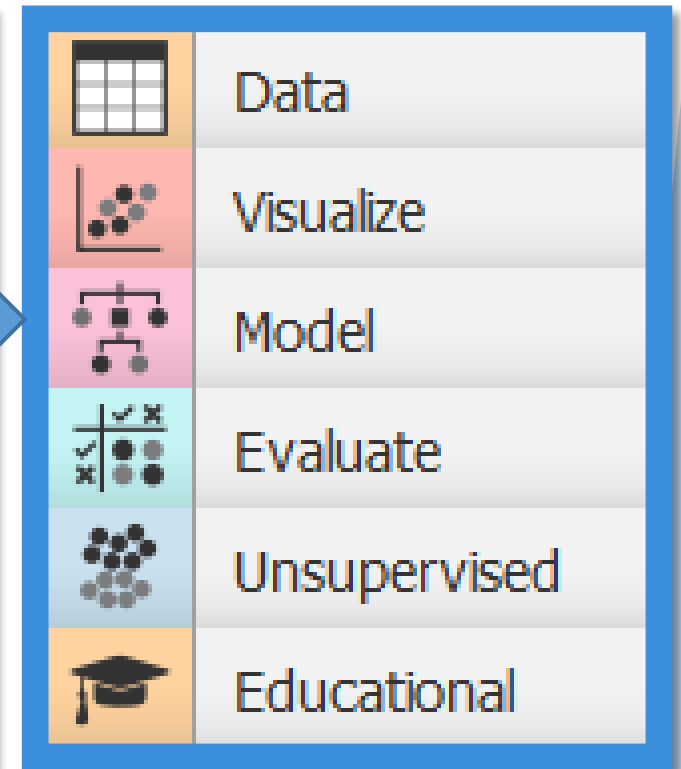 Data
Visualize
Model
Evaluate
Unsupervised
Educational